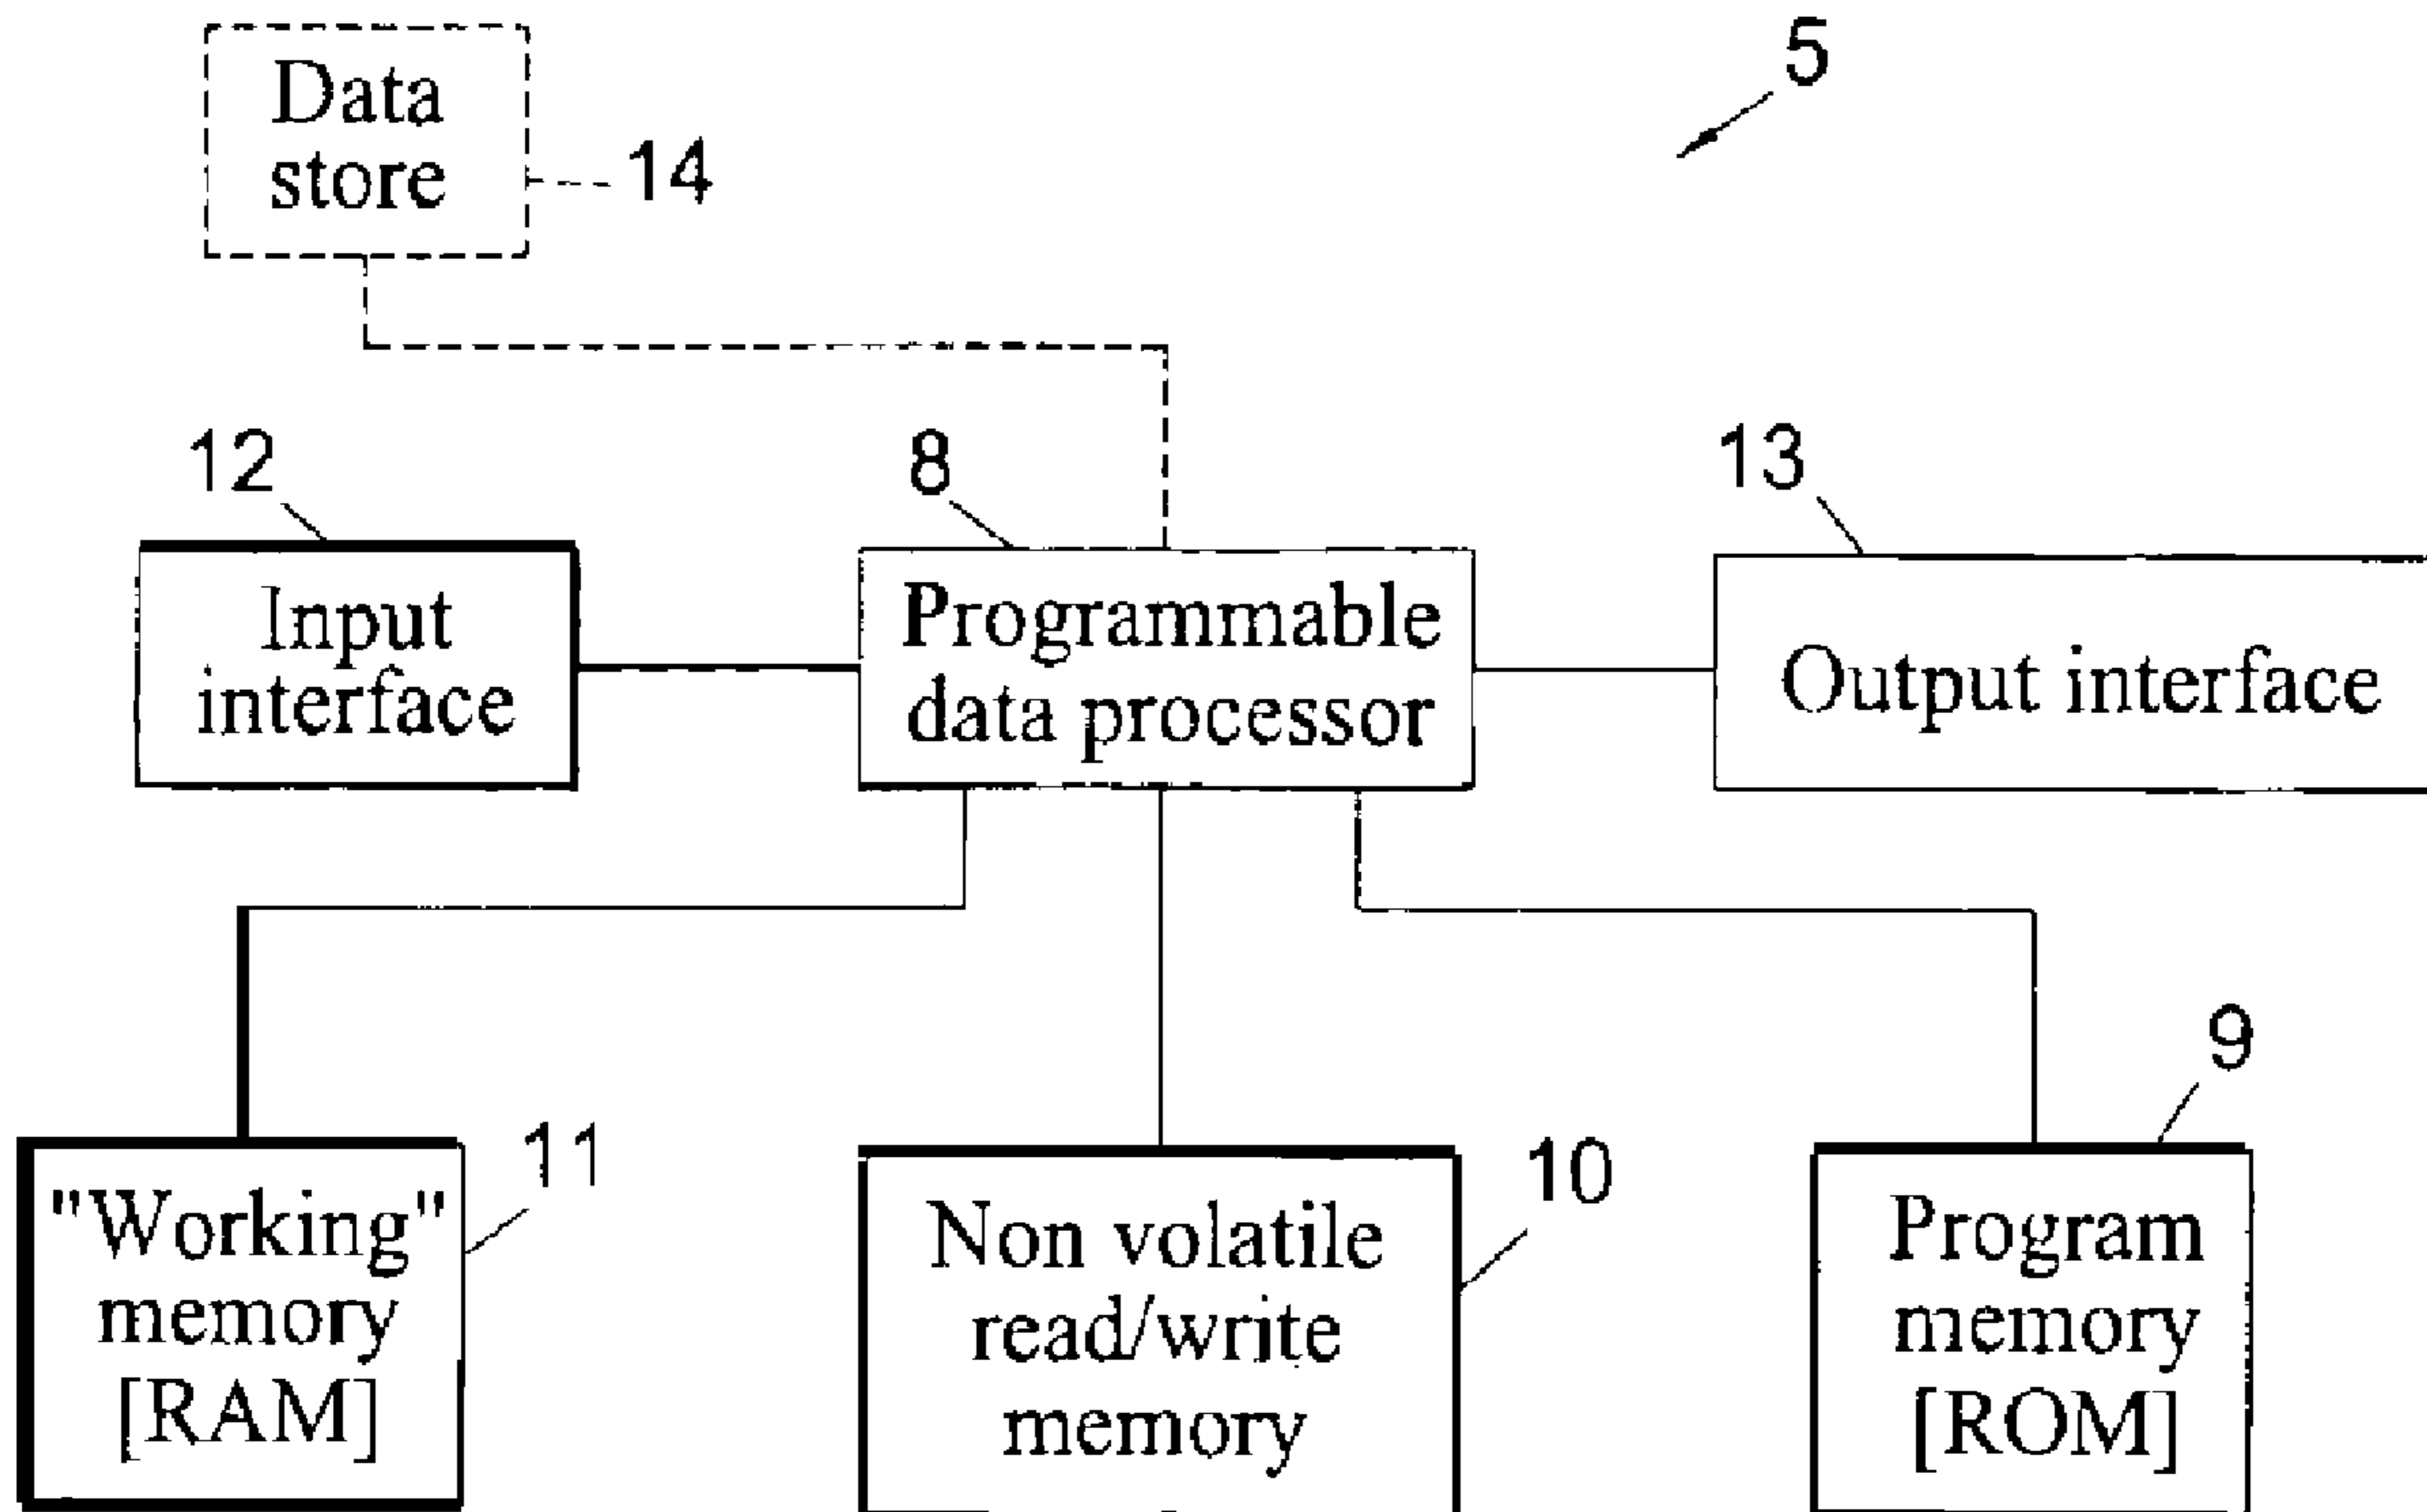 Data
store
14
5
12
8
13
Input
interface
Programmable
data processor
Output interface
9
11
10
"Working"
memory
[RAM]
Non volatile
read/write
memory
Program
memory
[ROM]